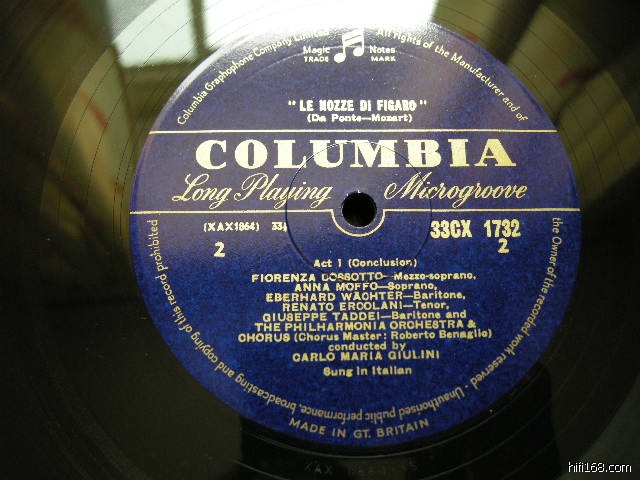 Columbia Graphophone Company Limited
All rights of the Manufacturer and of
the Owner of the recorded work reserved. Unauthorised public performance, broadcasting and copying of this record prohibited
Magic Notes
TRADE MARK
"LE NOZZE DI FIGARO"
(Da Ponte—Mozart)
COLUMBIA
Long Playing Microgroove
(XAX1864) 33⅓ 33CX 1732
2 2
Act 1 (Conclusion)
FIORENZA COSSOTTO—Mezzo-soprano,
ANNA MOFFO—Soprano,
EBERHARD WÄCHTER—Baritone,
RENATO ERCOLANI—Tenor,
GIUSEPPE TADDEI—Baritone and
THE PHILHARMONIA ORCHESTRA &
CHORUS (Chorus Master: Roberto Benaglio)
conducted by
CARLO MARIA GIULINI
Sung in Italian
MADE IN GT. BRITAIN
hifi168.com